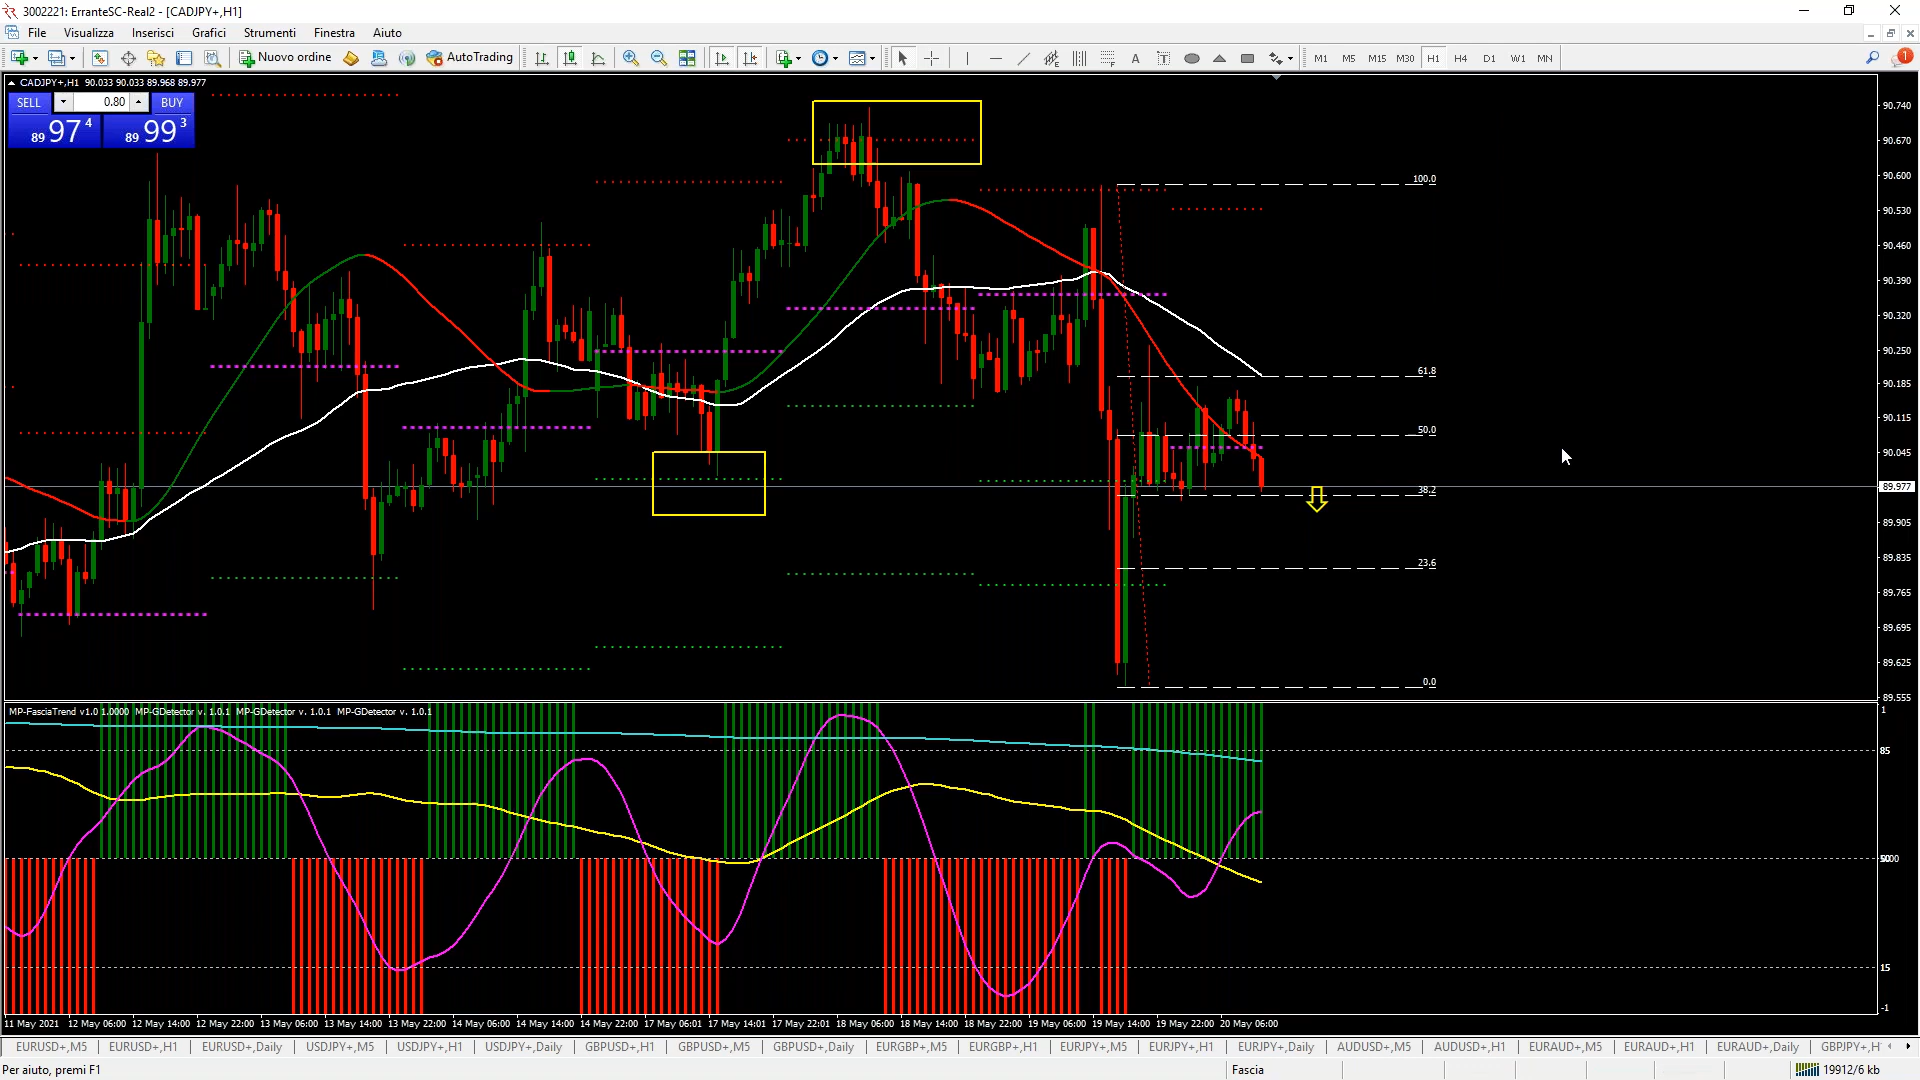 3002221: ErranteSC-Real2 - [CADJPY+,H1]
File Visualizza Inserisci Grafici Strumenti Finestra Aiuto
Nuovo ordine AutoTrading A T M1 M5 M15 M30 H1 H4 D1 W1 MN 1
CADJPY+,H1 90.033 90.033 89.968 89.977
SELL 0.80 BUY
89 97 4 89 99 3
90.740
90.670
90.600
90.530
90.460
90.390
90.320
90.250
90.185
90.115
90.045
89.977
89.905
89.835
89.765
89.695
89.625
89.555
100.0
61.8
50.0
38.2
23.6
0.0
MP-FasciaTrend v1.0 1.0000 MP-GDetector v. 1.0.1 MP-GDetector v. 1.0.1 MP-GDetector v. 1.0.1
1
85
15
-1
11 May 2021 12 May 06:00 12 May 14:00 12 May 22:00 13 May 06:00 13 May 14:00 13 May 22:00 14 May 06:00 14 May 14:00 14 May 22:00 17 May 06:01 17 May 14:01 17 May 22:01 18 May 06:00 18 May 14:00 18 May 22:00 19 May 06:00 19 May 14:00 19 May 22:00 20 May 06:00
EURUSD+,M5 EURUSD+,H1 EURUSD+,Daily USDJPY+,M5 USDJPY+,H1 USDJPY+,Daily GBPUSD+,H1 GBPUSD+,M5 GBPUSD+,Daily EURGBP+,M5 EURGBP+,H1 EURJPY+,M5 EURJPY+,H1 EURJPY+,Daily AUDUSD+,M5 AUDUSD+,H1 EURAUD+,M5 EURAUD+,H1 EURAUD+,Daily GBPJPY+,H
Per aiuto, premi F1 Fascia 19912/6 kb